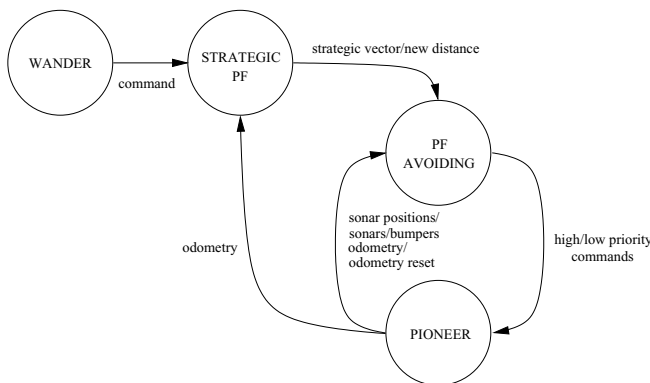 WANDER
command
STRATEGIC
PF
strategic vector/new distance
PF
AVOIDING
sonar positions/
sonars/bumpers
odometry/
odometry reset
odometry
high/low priority
commands
PIONEER